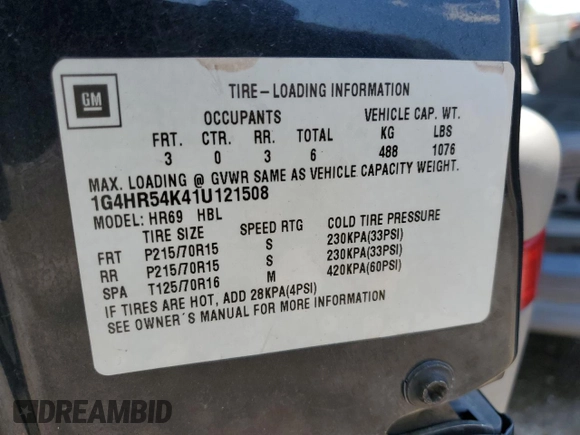 GM
TIRE-LOADING INFORMATION
OCCUPANTS VEHICLE CAP. WT.
FRT. CTR. RR. TOTAL KG LBS
3 0 3 6 488 1076
MAX. LOADING @ GVWR SAME AS VEHICLE CAPACITY WEIGHT.
1G4HR54K41U121508
MODEL: HR69 HBL
TIRE SIZE SPEED RTG COLD TIRE PRESSURE
FRT P215/70R15 S 230KPA(33PSI)
RR P215/70R15 S 230KPA(33PSI)
SPA T125/70R16 M 420KPA(60PSI)
IF TIRES ARE HOT, ADD 28KPA(4PSI)
SEE OWNER'S MANUAL FOR MORE INFORMATION
DREAMBID